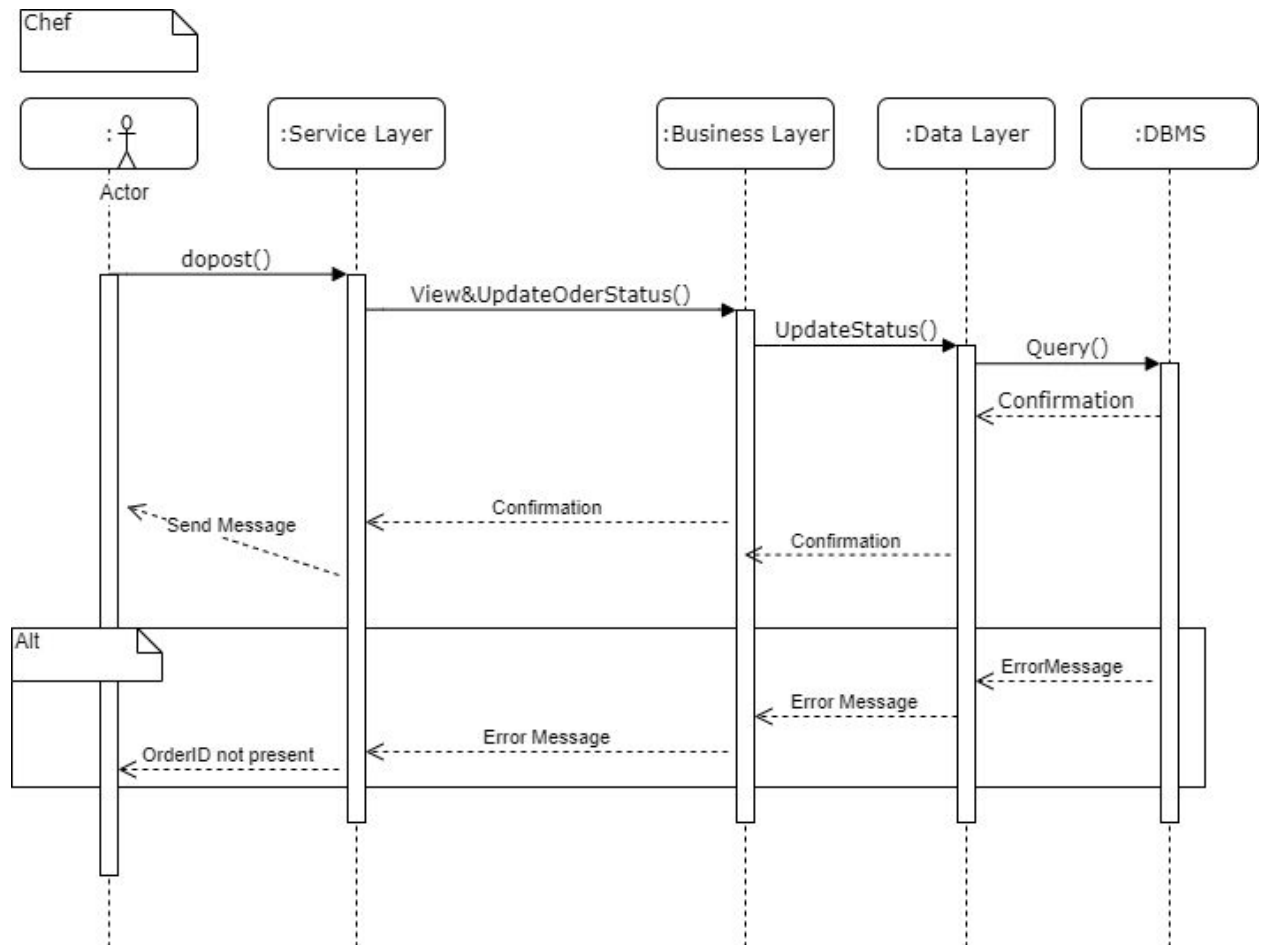 Chef
:
Actor
:Service Layer
:Business Layer
:Data Layer
:DBMS
dopost()
View&UpdateOderStatus()
UpdateStatus()
Query()
Confirmation
Confirmation
Send Message
Confirmation
Alt
ErrorMessage
Error Message
Error Message
OrderID not present